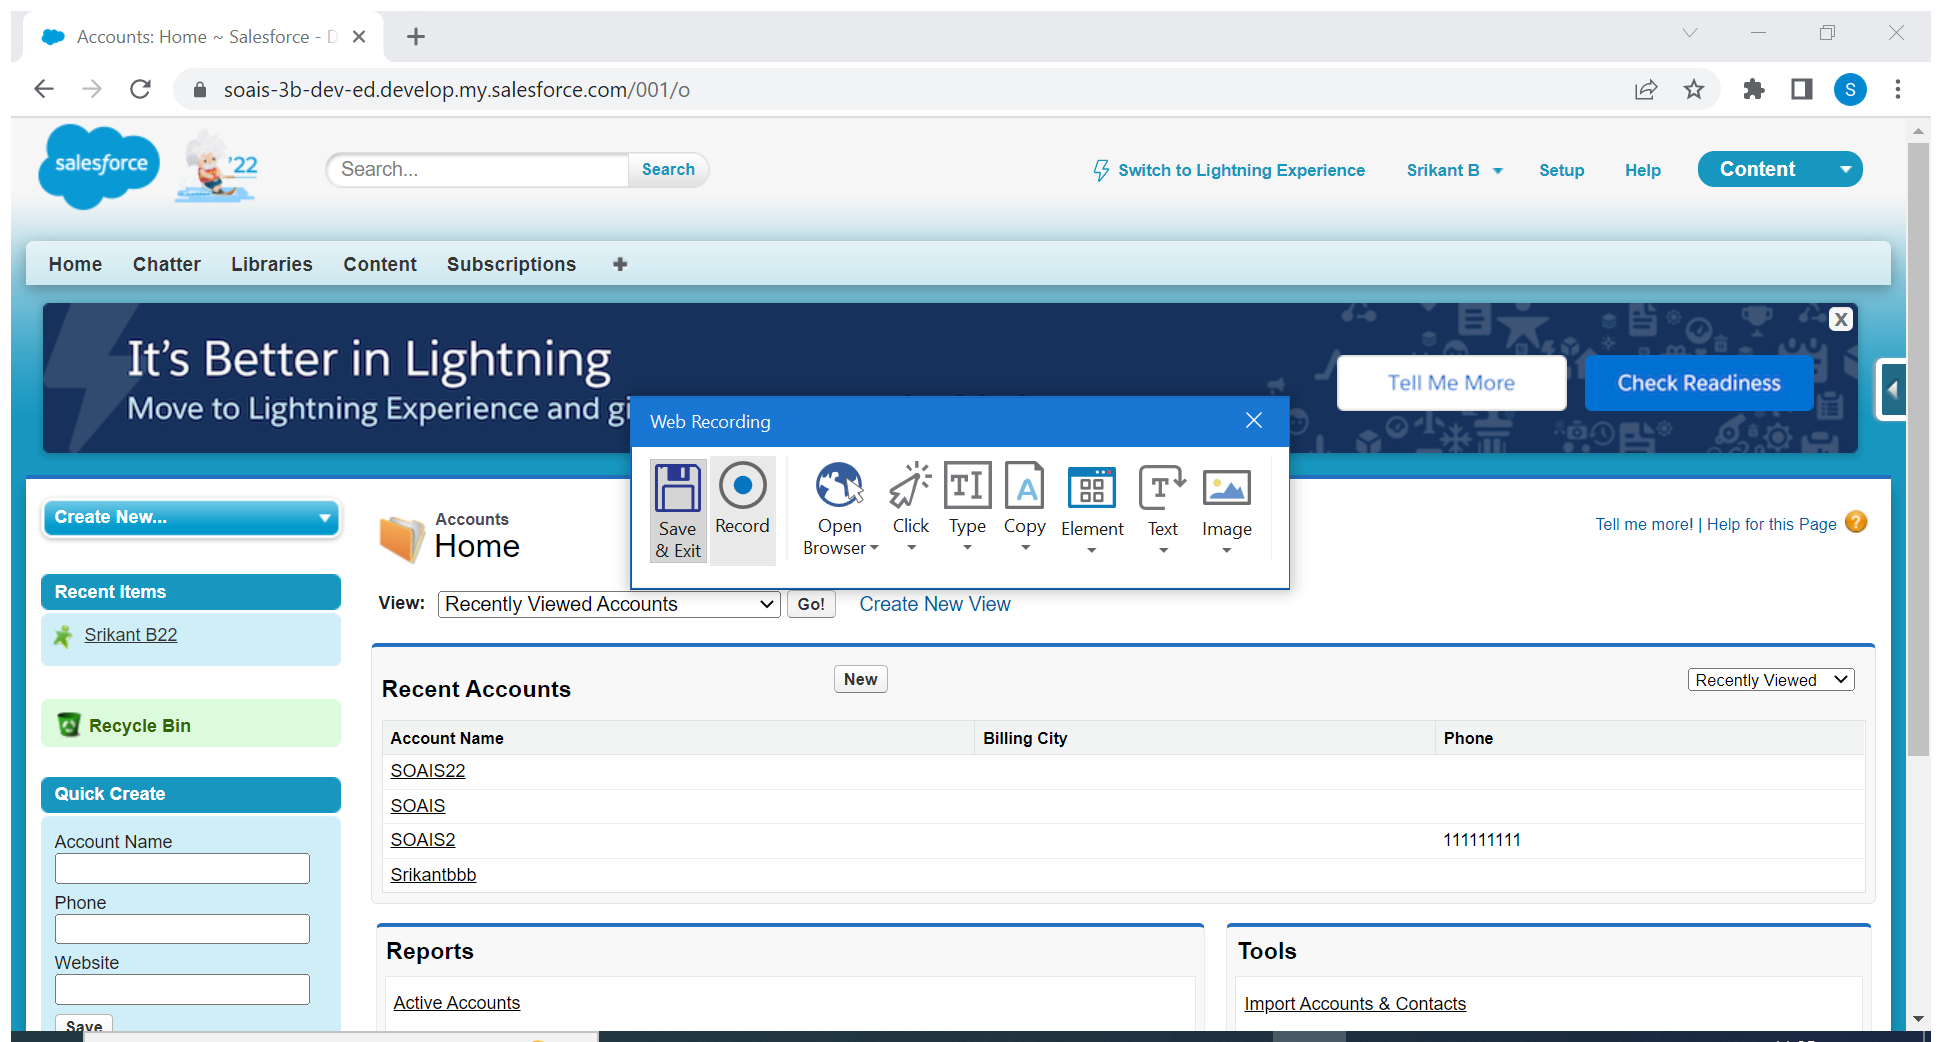 Accounts: Home ~ Salesforce - D
soais-3b-dev-ed.develop.my.salesforce.com/001/o
S
salesforce
'22
Search...
Search
Switch to Lightning Experience
Srikant B
Setup
Help
Content
Home
Chatter
Libraries
Content
Subscriptions
It's Better in Lightning
Move to Lightning Experience and gi
X
Tell Me More
Check Readiness
Web Recording
Save & Exit
Record
Open Browser
Click
Type
Copy
Element
Text
Image
Create New...
Accounts
Home
Tell me more! | Help for this Page
Recent Items
Srikant B22
View:
Recently Viewed Accounts
Go!
Create New View
Recycle Bin
Recent Accounts
New
Recently Viewed
Account Name Billing City Phone
SOAIS22
SOAIS
SOAIS2 111111111
Srikantbbb
Quick Create
Account Name
Phone
Website
Save
Reports
Active Accounts
Tools
Import Accounts & Contacts